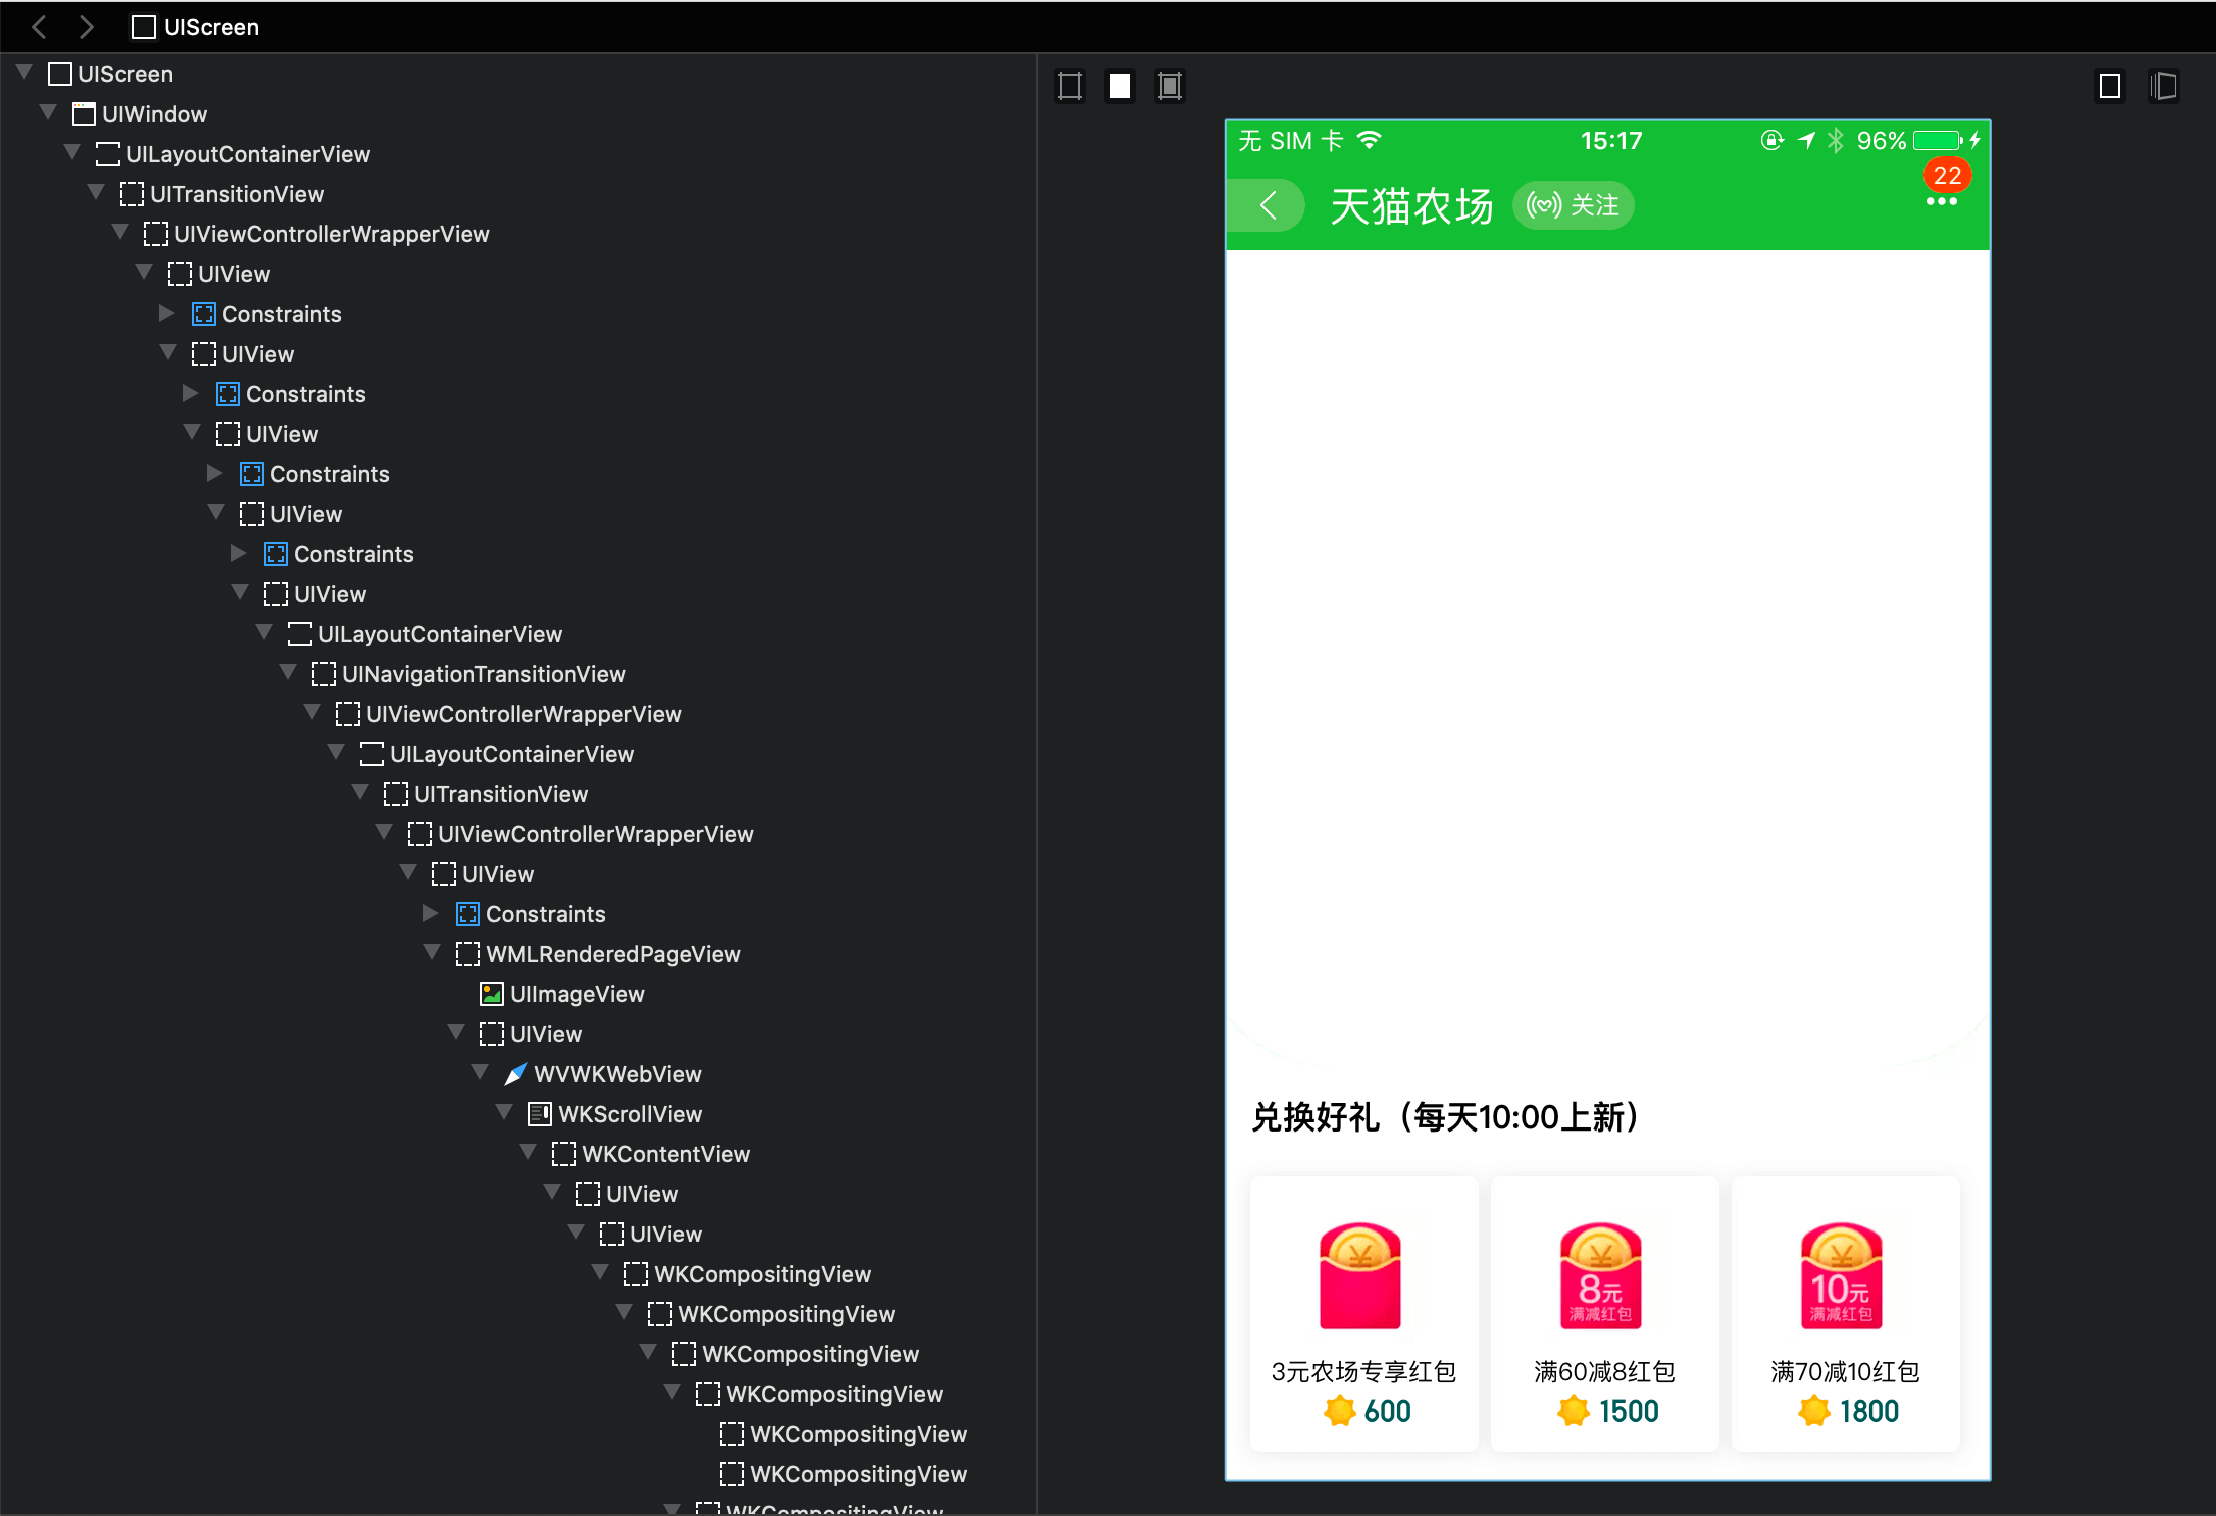 UIScreen
UIScreen
UIWindow
UILayoutContainerView
UITransitionView
UIViewControllerWrapperView
UIView
Constraints
UIView
Constraints
UIView
Constraints
UIView
Constraints
UIView
UILayoutContainerView
UINavigationTransitionView
UIViewControllerWrapperView
UILayoutContainerView
UITransitionView
UIViewControllerWrapperView
UIView
Constraints
WMLRenderedPageView
UIImageView
UIView
WVWKWebView
WKScrollView
WKContentView
UIView
UIView
WKCompositingView
WKCompositingView
WKCompositingView
WKCompositingView
WKCompositingView
WKCompositingView
WKCompositingView
无 SIM 卡 15:17 96%
22
天猫农场 关注
兑换好礼（每天10:00上新）
¥ ¥ ¥
8元 10元
满减红包 满减红包
3元农场专享红包 满60减8红包 满70减10红包
600 1500 1800